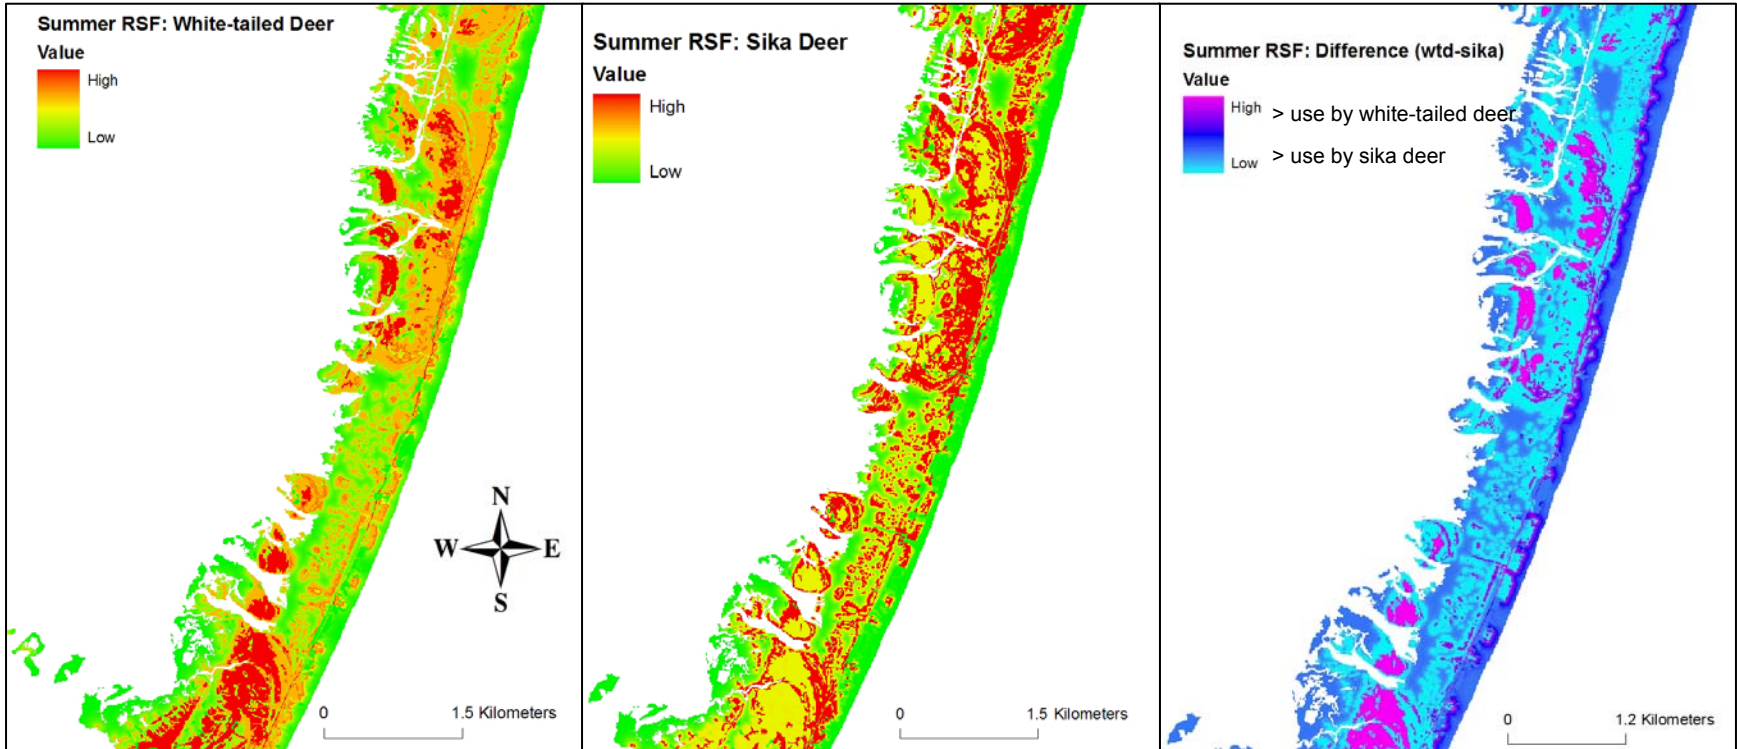 Summer RSF: White-tailed Deer
Value
High
Low
N
W E
S
0 1.5 Kilometers
Summer RSF: Sika Deer
Value
High
Low
0 1.5 Kilometers
Summer RSF: Difference (wtd-sika)
Value
High > use by white-tailed deer
Low > use by sika deer
0 1.2 Kilometers